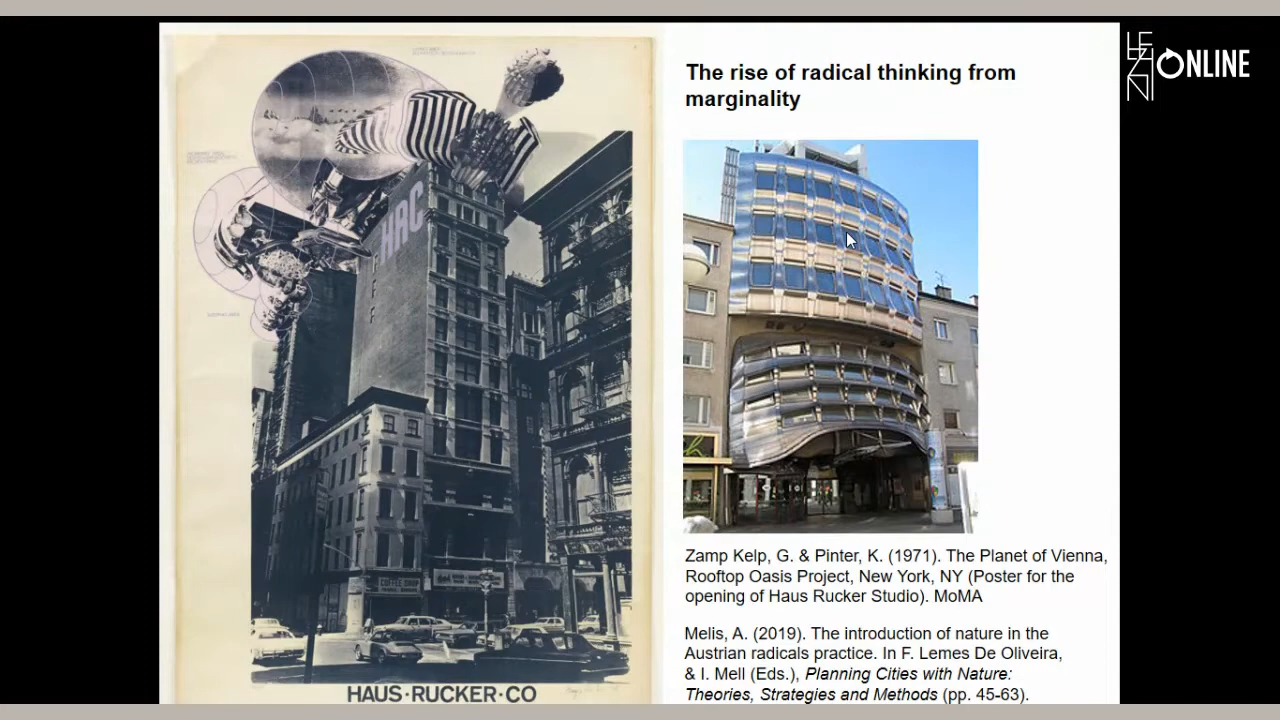 LE
ZI
NI
ONLINE
The rise of radical thinking from
marginality
HRC
COFFEE SHOP
HAUS·RUCKER·CO
Zamp Kelp, G. & Pinter, K. (1971). The Planet of Vienna,
Rooftop Oasis Project, New York, NY (Poster for the
opening of Haus Rucker Studio). MoMA
Melis, A. (2019). The introduction of nature in the
Austrian radicals practice. In F. Lemes De Oliveira,
& I. Mell (Eds.), Planning Cities with Nature:
Theories, Strategies and Methods (pp. 45-63).